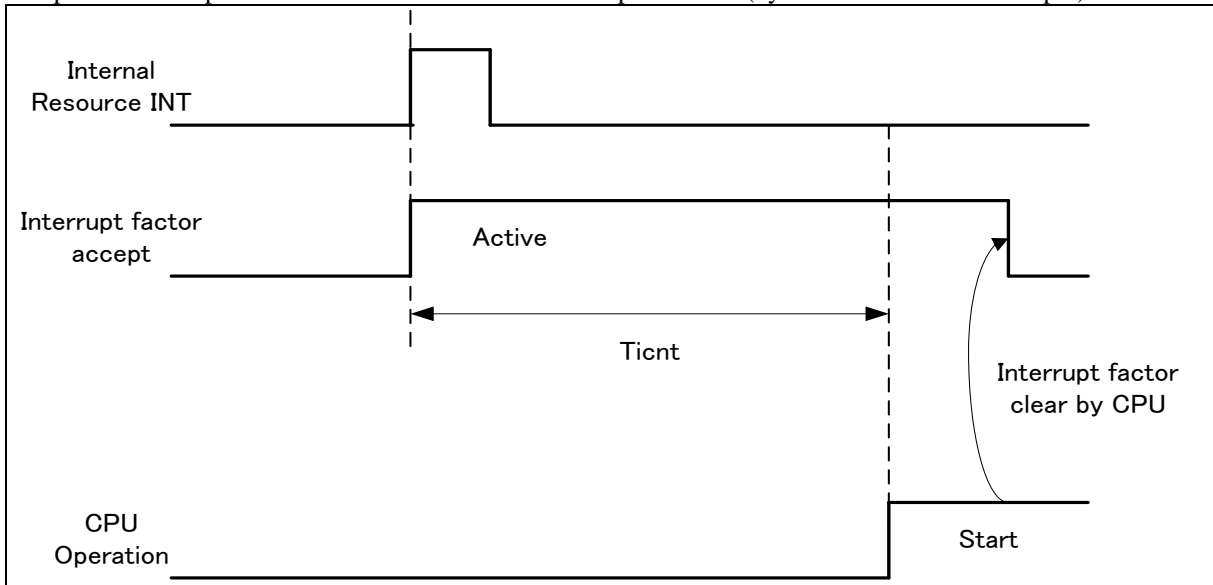 Internal
Resource INT
Interrupt factor
accept
Active
Ticnt
Interrupt factor
clear by CPU
CPU
Operation
Start